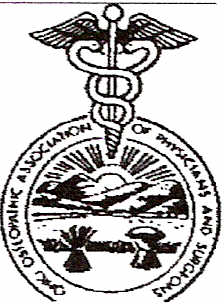 OHIO OSTEOPATHIC ASSOCIATION OF PHYSICIANS AND SURGEONS